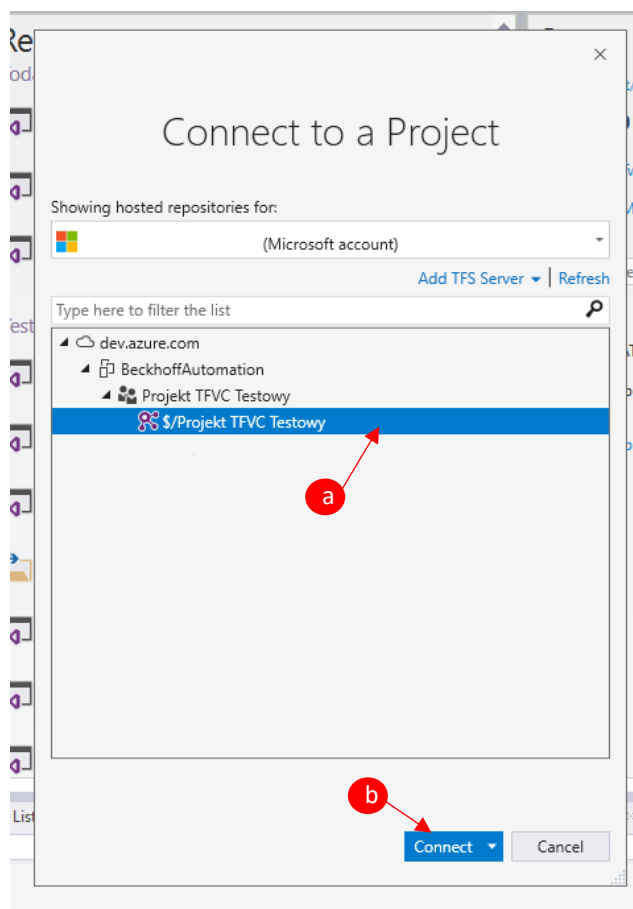 Connect to a Project
Showing hosted repositories for:
(Microsoft account)
Add TFS Server | Refresh
Type here to filter the list
dev.azure.com
BeckhoffAutomation
Projekt TFVC Testowy
$/Projekt TFVC Testowy
a
b
List
Connect
Cancel